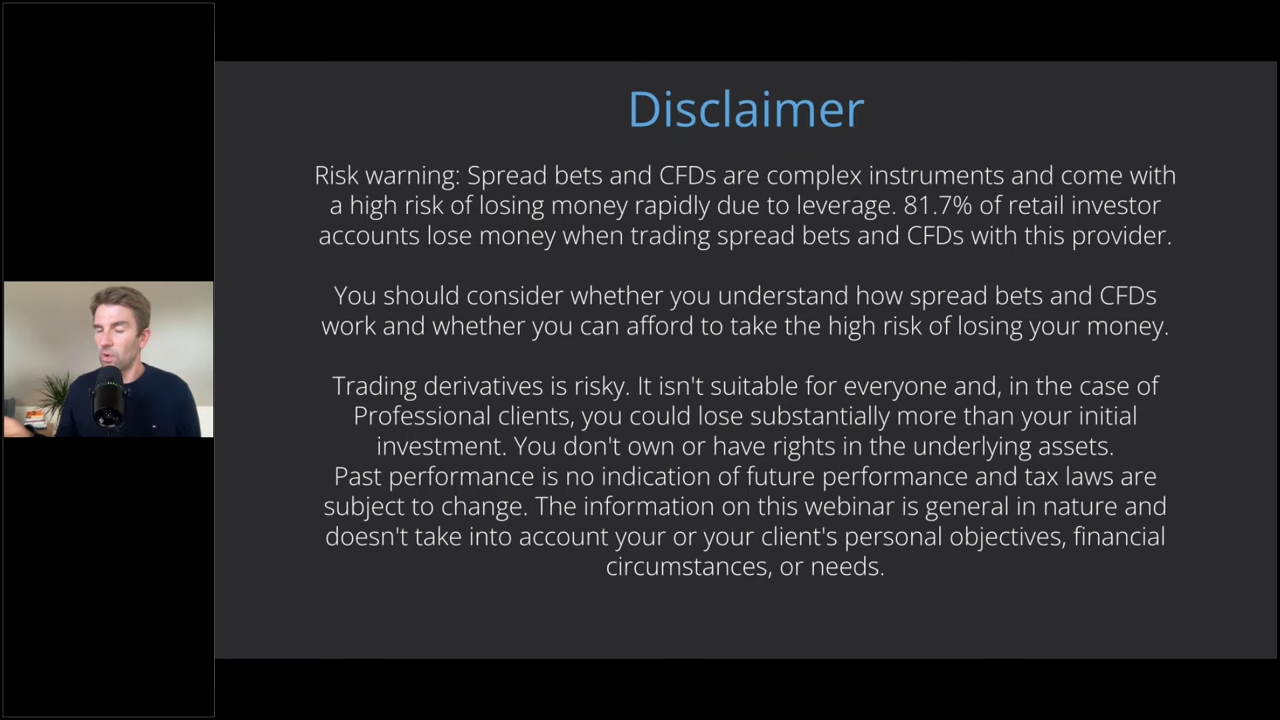 Disclaimer
Risk warning: Spread bets and CFDs are complex instruments and come with
a high risk of losing money rapidly due to leverage. 81.7% of retail investor
accounts lose money when trading spread bets and CFDs with this provider.
You should consider whether you understand how spread bets and CFDs
work and whether you can afford to take the high risk of losing your money.
Trading derivatives is risky. It isn't suitable for everyone and, in the case of
Professional clients, you could lose substantially more than your initial
investment. You don't own or have rights in the underlying assets.
Past performance is no indication of future performance and tax laws are
subject to change. The information on this webinar is general in nature and
doesn't take into account your or your client's personal objectives, financial
circumstances, or needs.